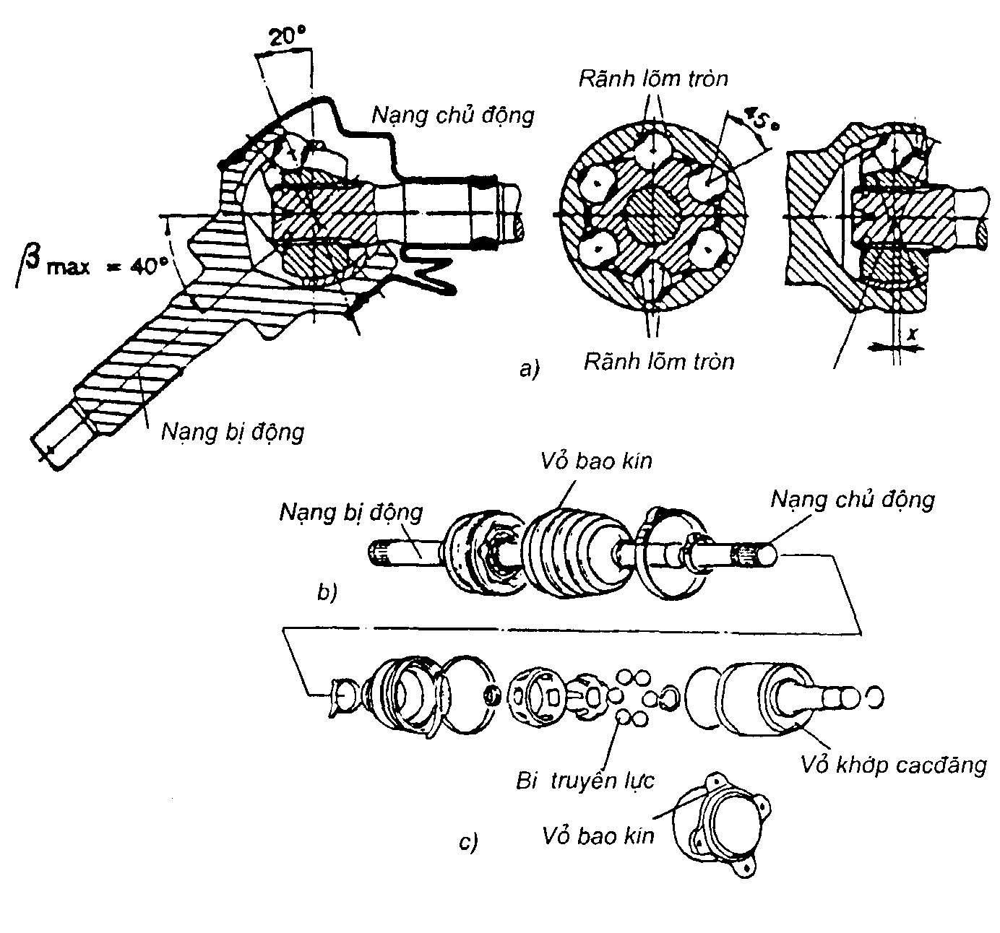 20°
Rãnh lõm tròn
Nạng chủ động
45°
βmax = 40°
x
Rãnh lõm tròn
a)
Nạng bị động
Vỏ bao kín
Nạng chủ động
Nạng bị động
b)
Vỏ khớp cacđăng
Bi truyền lực
Vỏ bao kín
c)